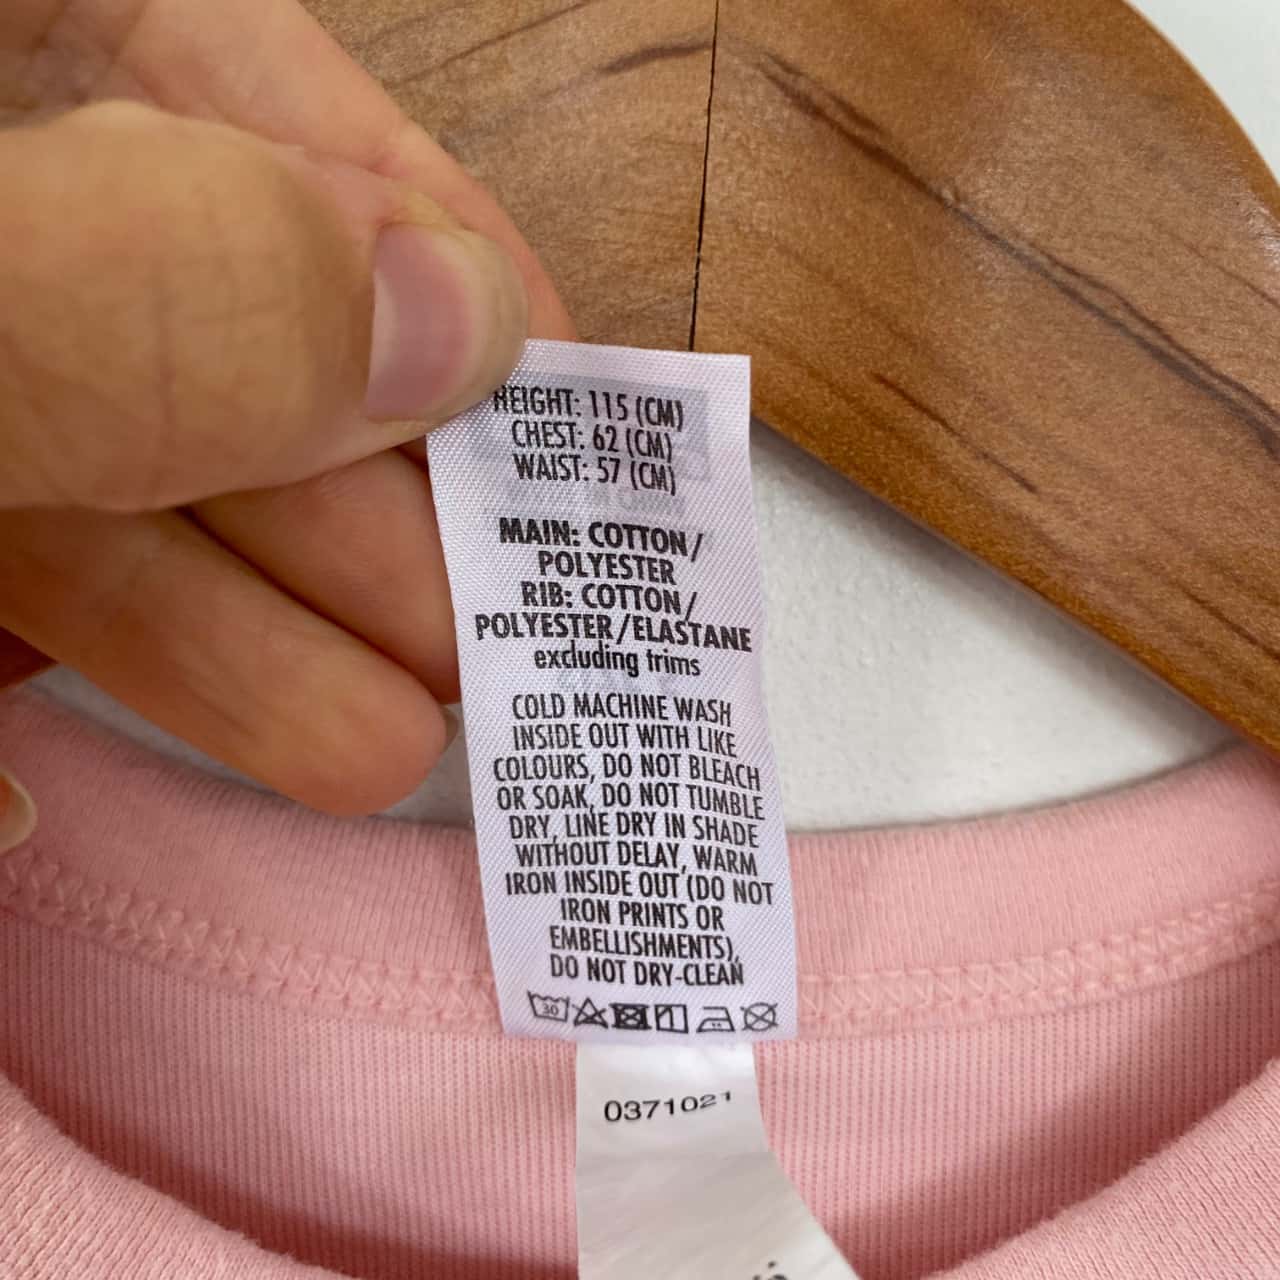 HEIGHT: 115 (CM)
CHEST: 62 (CM)
WAIST: 57 (CM)
MAIN: COTTON/
POLYESTER
RIB: COTTON/
POLYESTER/ELASTANE
excluding trims
COLD MACHINE WASH
INSIDE OUT WITH LIKE
COLOURS, DO NOT BLEACH
OR SOAK, DO NOT TUMBLE
DRY, LINE DRY IN SHADE
WITHOUT DELAY, WARM
IRON INSIDE OUT (DO NOT
IRON PRINTS OR
EMBELLISHMENTS),
DO NOT DRY-CLEAN
30
0371021